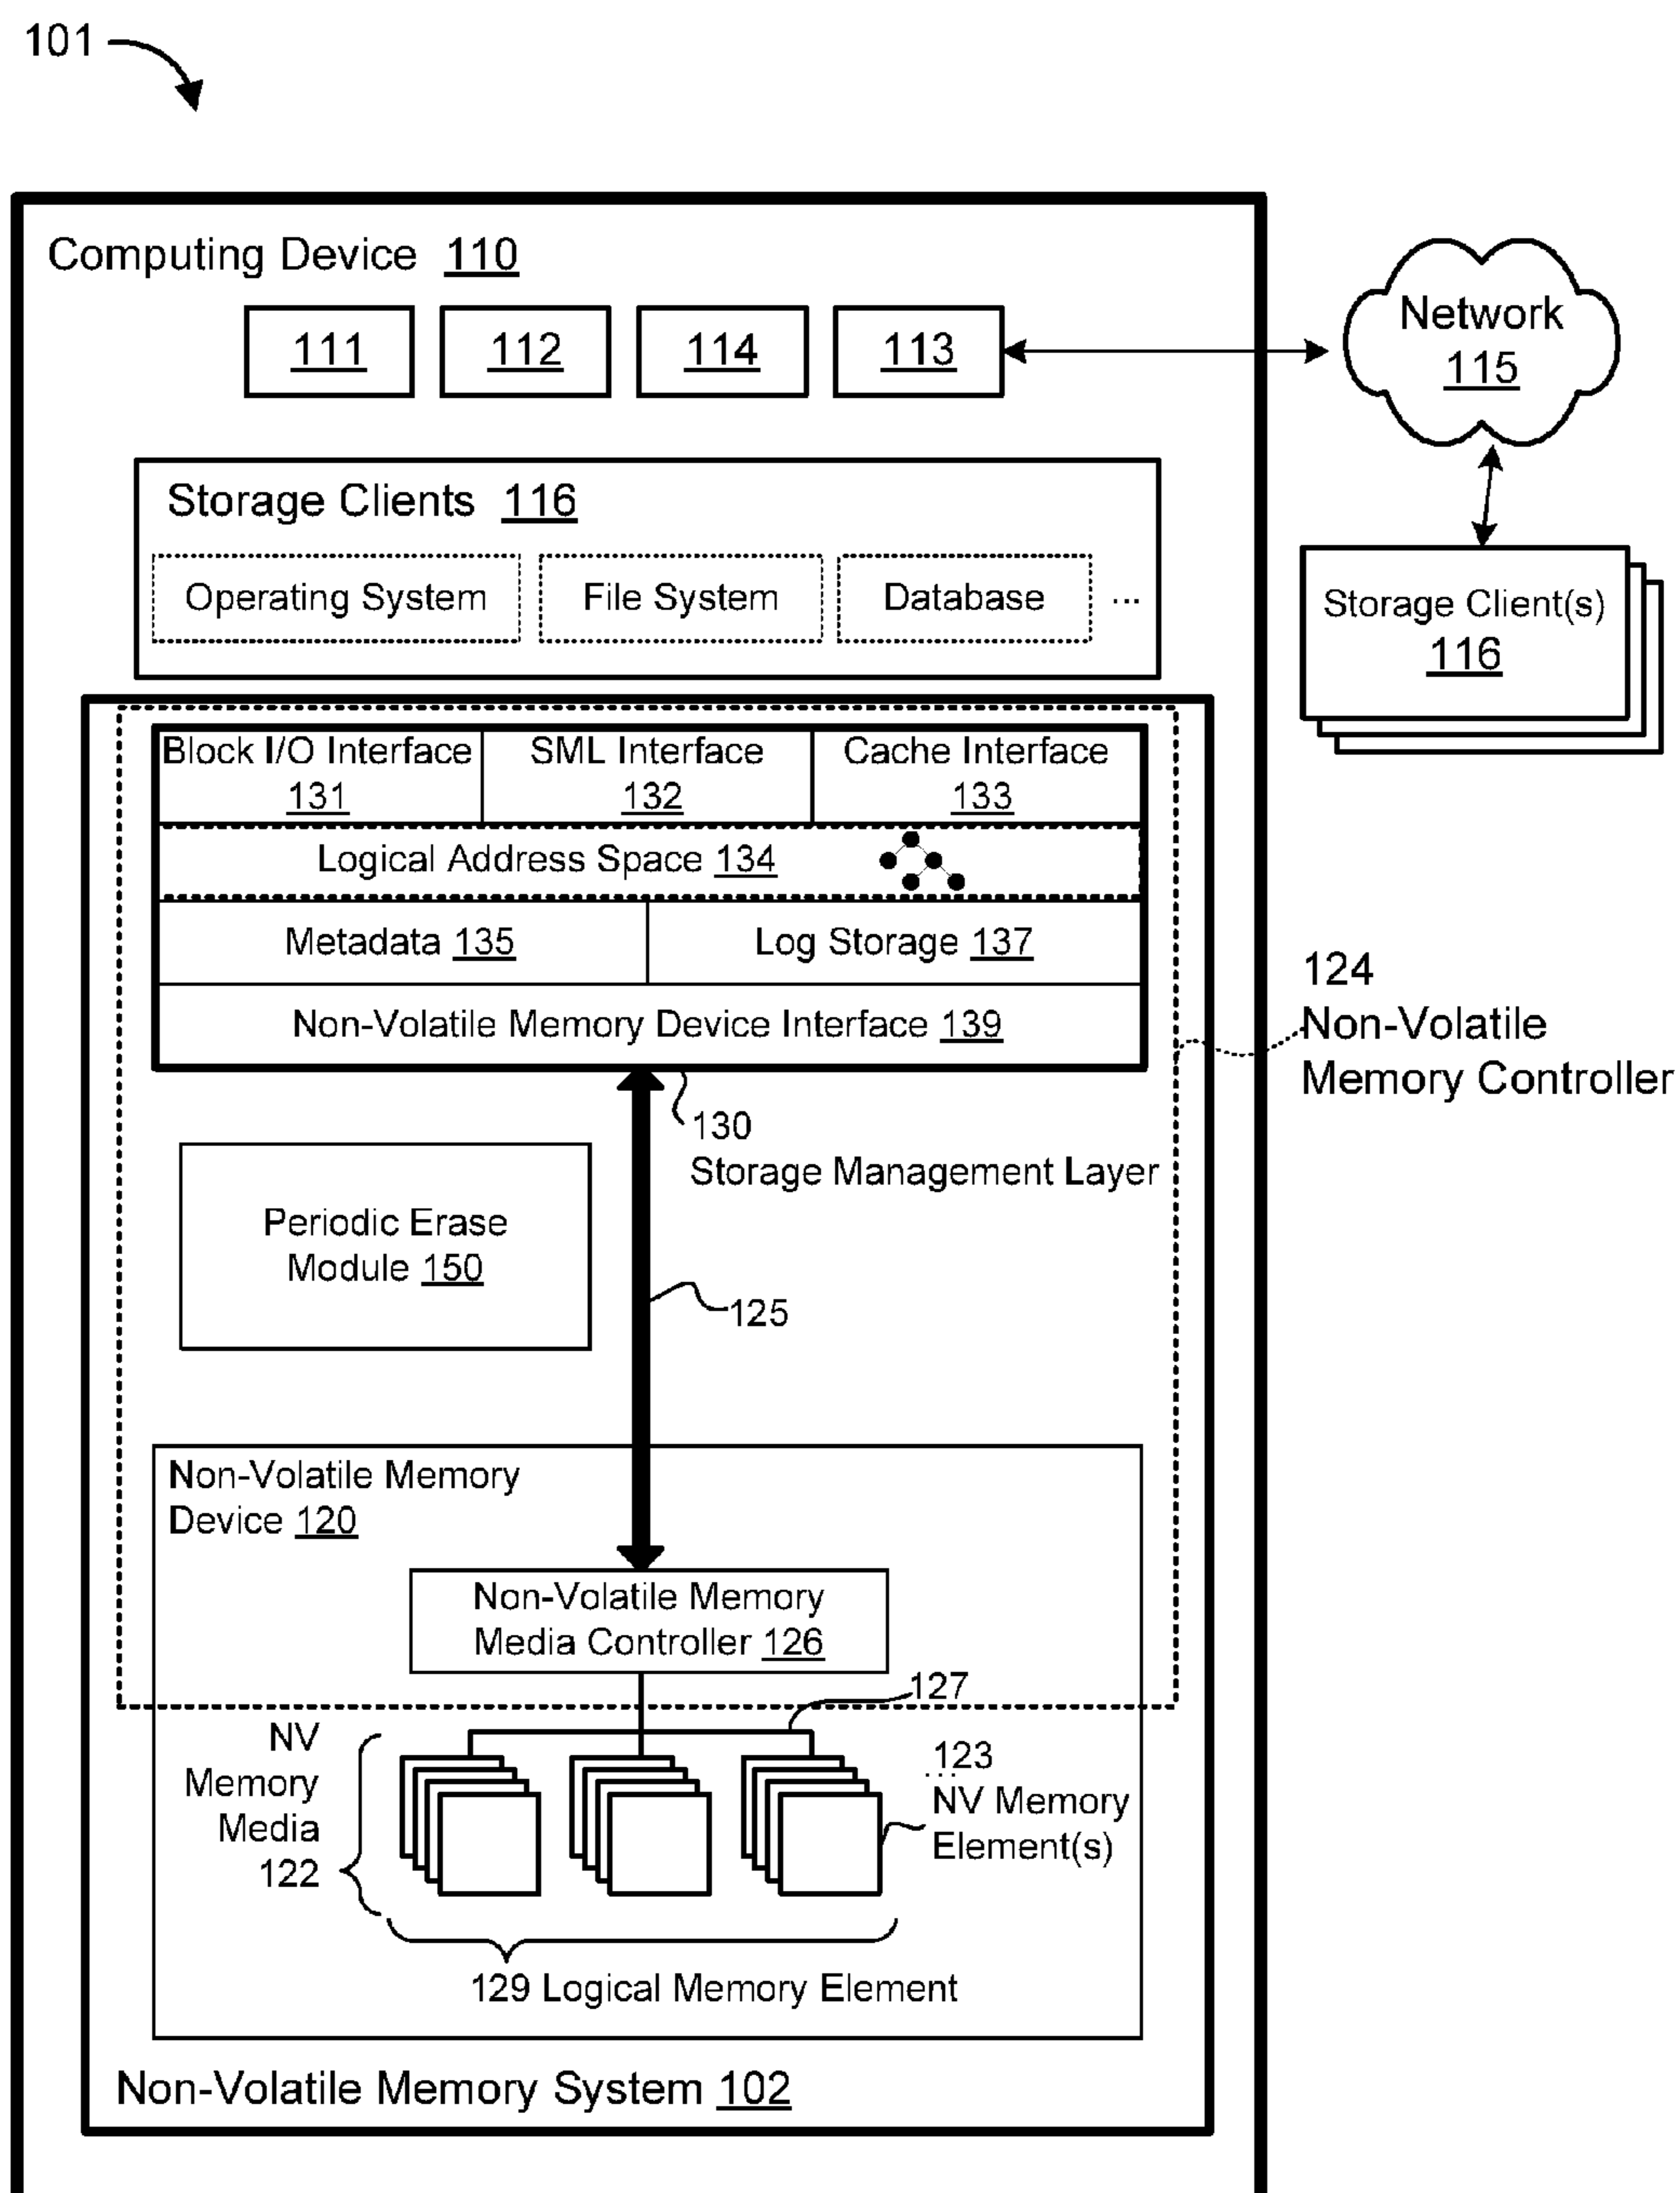 101
Computing Device 110
111
112
114
113
Network
115
Storage Clients 116
Operating System
File System
Database
...
Storage Client(s)
116
Block I/O Interface
131
SML Interface
132
Cache Interface
133
Logical Address Space 134
Metadata 135
Log Storage 137
Non-Volatile Memory Device Interface 139
124
Non-Volatile
Memory Controller
130
Storage Management Layer
Periodic Erase
Module 150
125
Non-Volatile Memory
Device 120
Non-Volatile Memory
Media Controller 126
127
NV
Memory
Media
122
...
123
NV Memory
Element(s)
129 Logical Memory Element
Non-Volatile Memory System 102